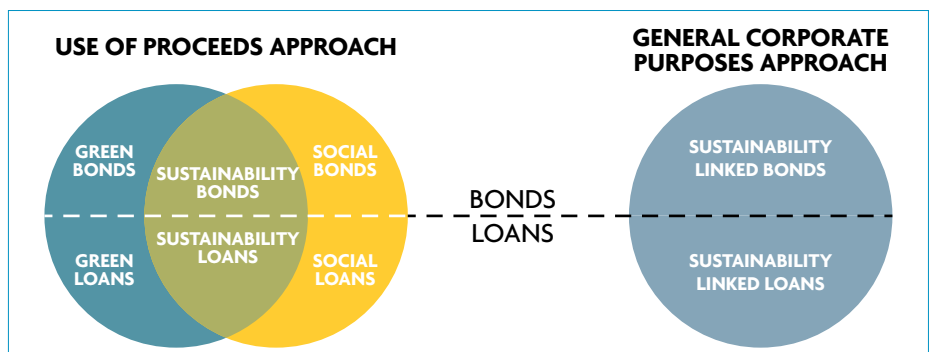 USE OF PROCEEDS APPROACH
GENERAL CORPORATE
PURPOSES APPROACH
GREEN
BONDS
SUSTAINABILITY
BONDS
SOCIAL
BONDS
GREEN
LOANS
SUSTAINABILITY
LOANS
SOCIAL
LOANS
BONDS
LOANS
SUSTAINABILITY
LINKED BONDS
SUSTAINABILITY
LINKED LOANS